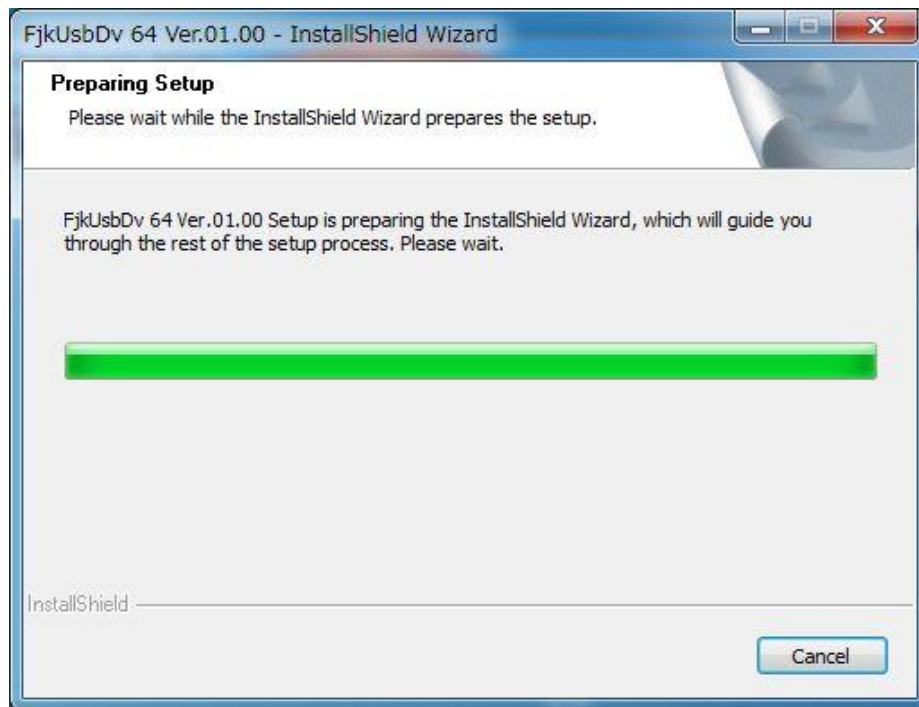 FjkUsbDv 64 Ver.01.00 - InstallShield Wizard
Preparing Setup
Please wait while the InstallShield Wizard prepares the setup.
FjkUsbDv 64 Ver.01.00 Setup is preparing the InstallShield Wizard, which will guide you
through the rest of the setup process. Please wait.
InstallShield
Cancel